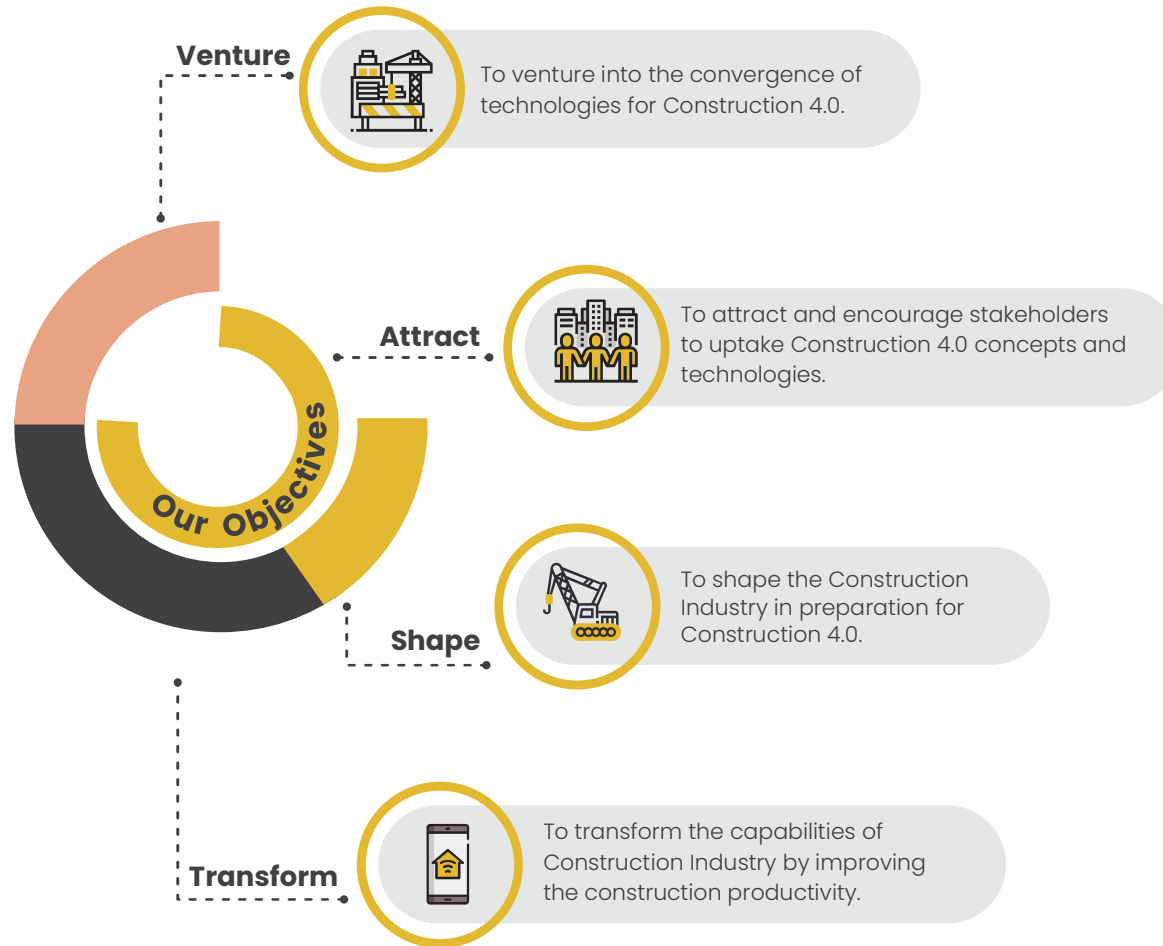 Venture
To venture into the convergence of
technologies for Construction 4.0.
Attract
To attract and encourage stakeholders
to uptake Construction 4.0 concepts and
technologies.
Our Objectives
Shape
To shape the Construction
Industry in preparation for
Construction 4.0.
Transform
To transform the capabilities of
Construction Industry by improving
the construction productivity.